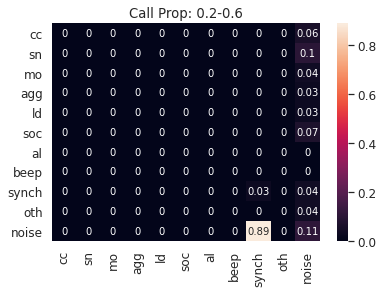 Call Prop: 0.2-0.6
cc 0 0 0 0 0 0 0 0 0 0 0.06
sn 0 0 0 0 0 0 0 0 0 0 0.1
mo 0 0 0 0 0 0 0 0 0 0 0.04
agg 0 0 0 0 0 0 0 0 0 0 0.03
ld 0 0 0 0 0 0 0 0 0 0 0.03
soc 0 0 0 0 0 0 0 0 0 0 0.07
al 0 0 0 0 0 0 0 0 0 0 0
beep 0 0 0 0 0 0 0 0 0 0 0
synch 0 0 0 0 0 0 0 0 0.03 0 0.04
oth 0 0 0 0 0 0 0 0 0 0 0.04
noise 0 0 0 0 0 0 0 0 0.89 0 0.11
cc sn mo agg ld soc al beep synch oth noise
0.8
0.6
0.4
0.2
0.0